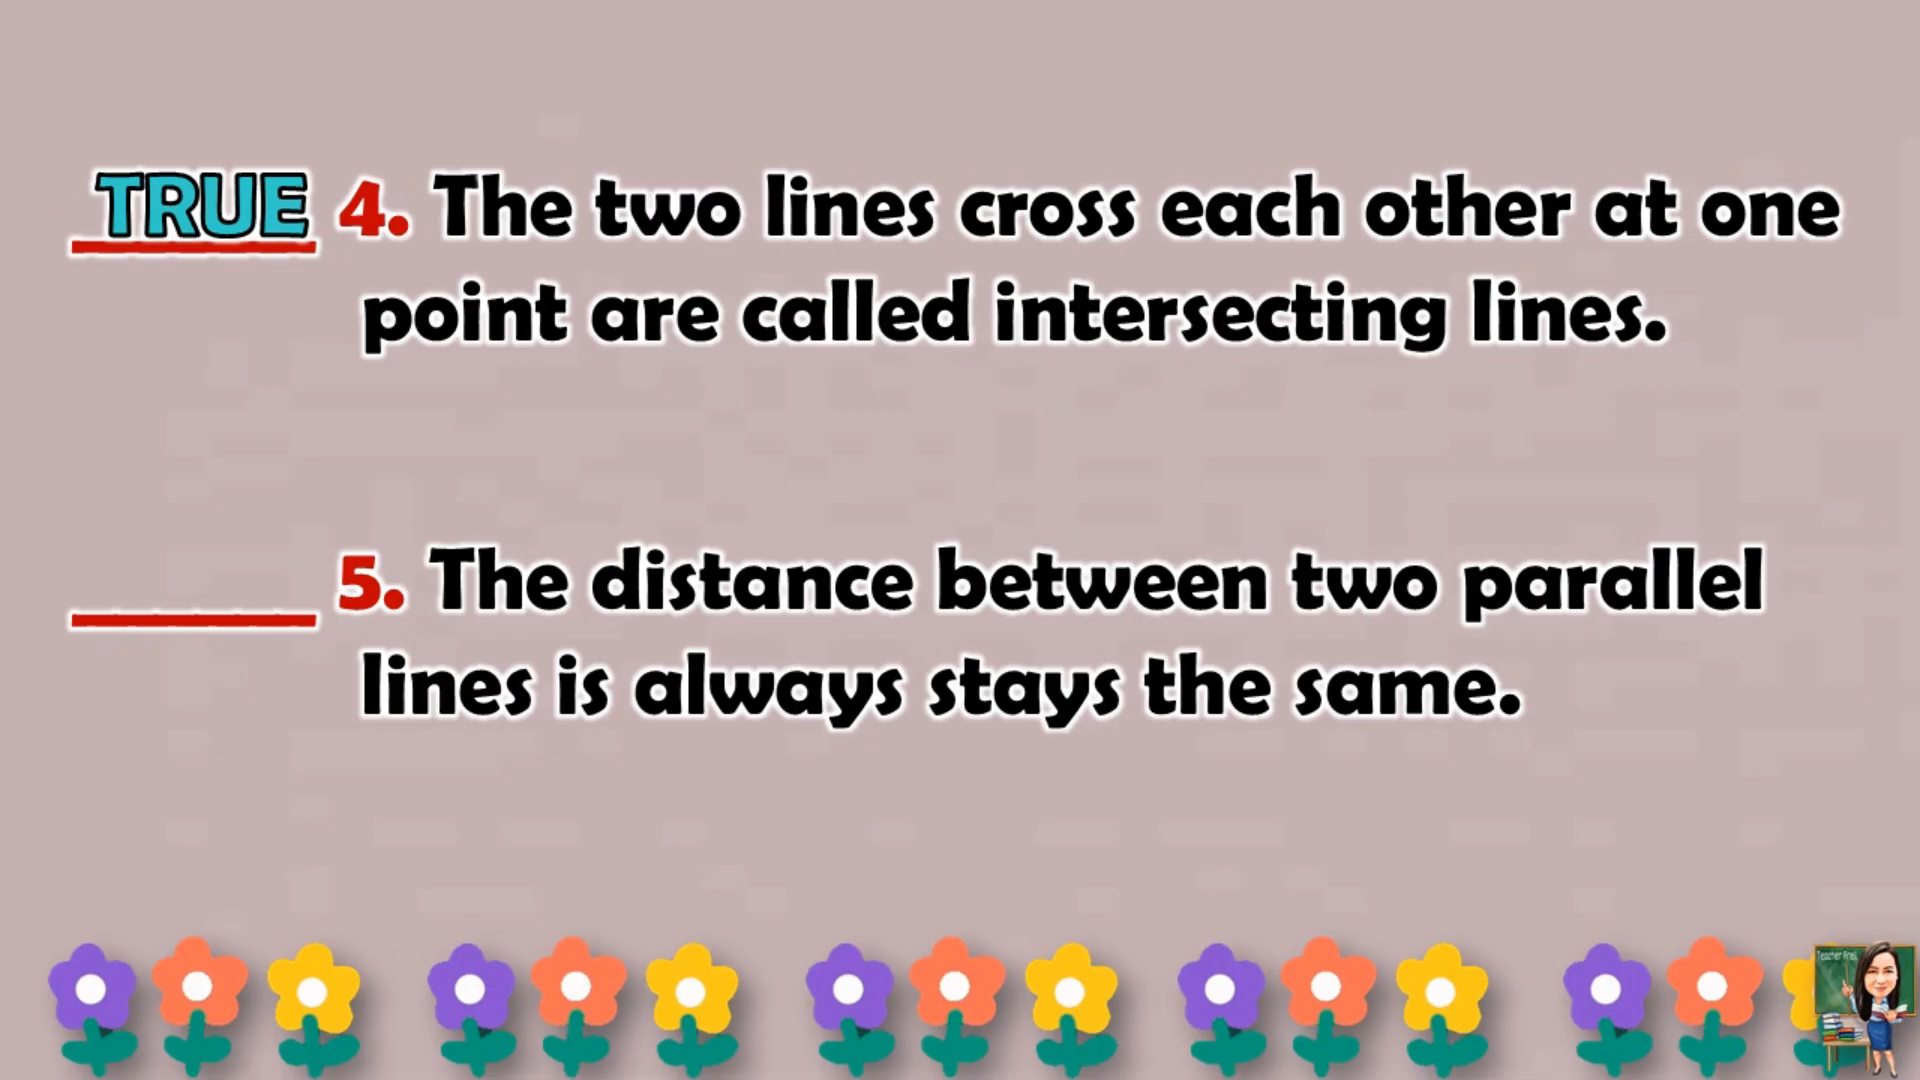 TRUE 4. The two lines cross each other at one
point are called intersecting lines.
5. The distance between two parallel
lines is always stays the same.
Teacher